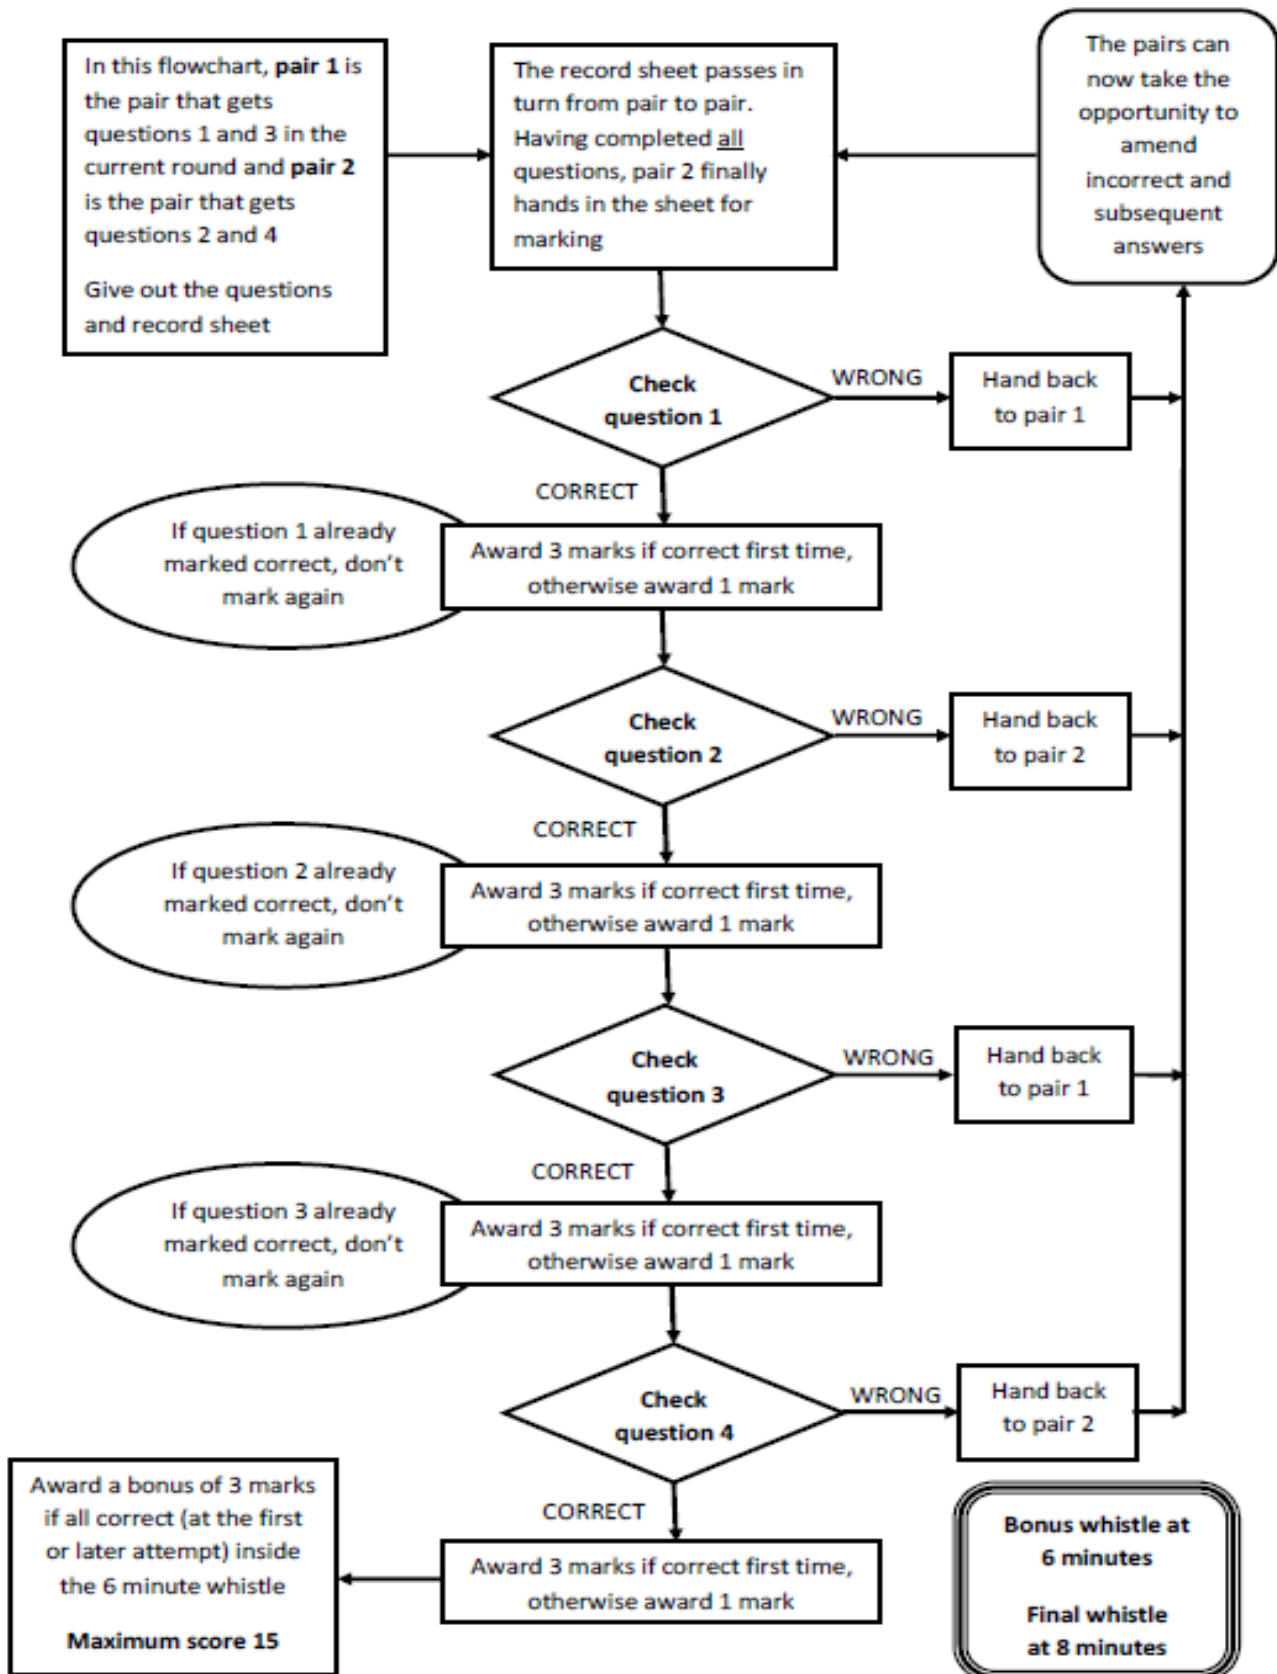 In this flowchart, pair 1 is
the pair that gets
questions 1 and 3 in the
current round and pair 2
is the pair that gets
questions 2 and 4
Give out the questions
and record sheet
The record sheet passes in
turn from pair to pair.
Having completed all
questions, pair 2 finally
hands in the sheet for
marking
The pairs can
now take the
opportunity to
amend
incorrect and
subsequent
answers
Check
question 1
WRONG
Hand back
to pair 1
CORRECT
If question 1 already
marked correct, don't
mark again
Award 3 marks if correct first time,
otherwise award 1 mark
Check
question 2
WRONG
Hand back
to pair 2
CORRECT
If question 2 already
marked correct, don't
mark again
Award 3 marks if correct first time,
otherwise award 1 mark
Check
question 3
WRONG
Hand back
to pair 1
CORRECT
If question 3 already
marked correct, don't
mark again
Award 3 marks if correct first time,
otherwise award 1 mark
Check
question 4
WRONG
Hand back
to pair 2
CORRECT
Award 3 marks if correct first time,
otherwise award 1 mark
Award a bonus of 3 marks
if all correct (at the first
or later attempt) inside
the 6 minute whistle
Maximum score 15
Bonus whistle at
6 minutes
Final whistle
at 8 minutes